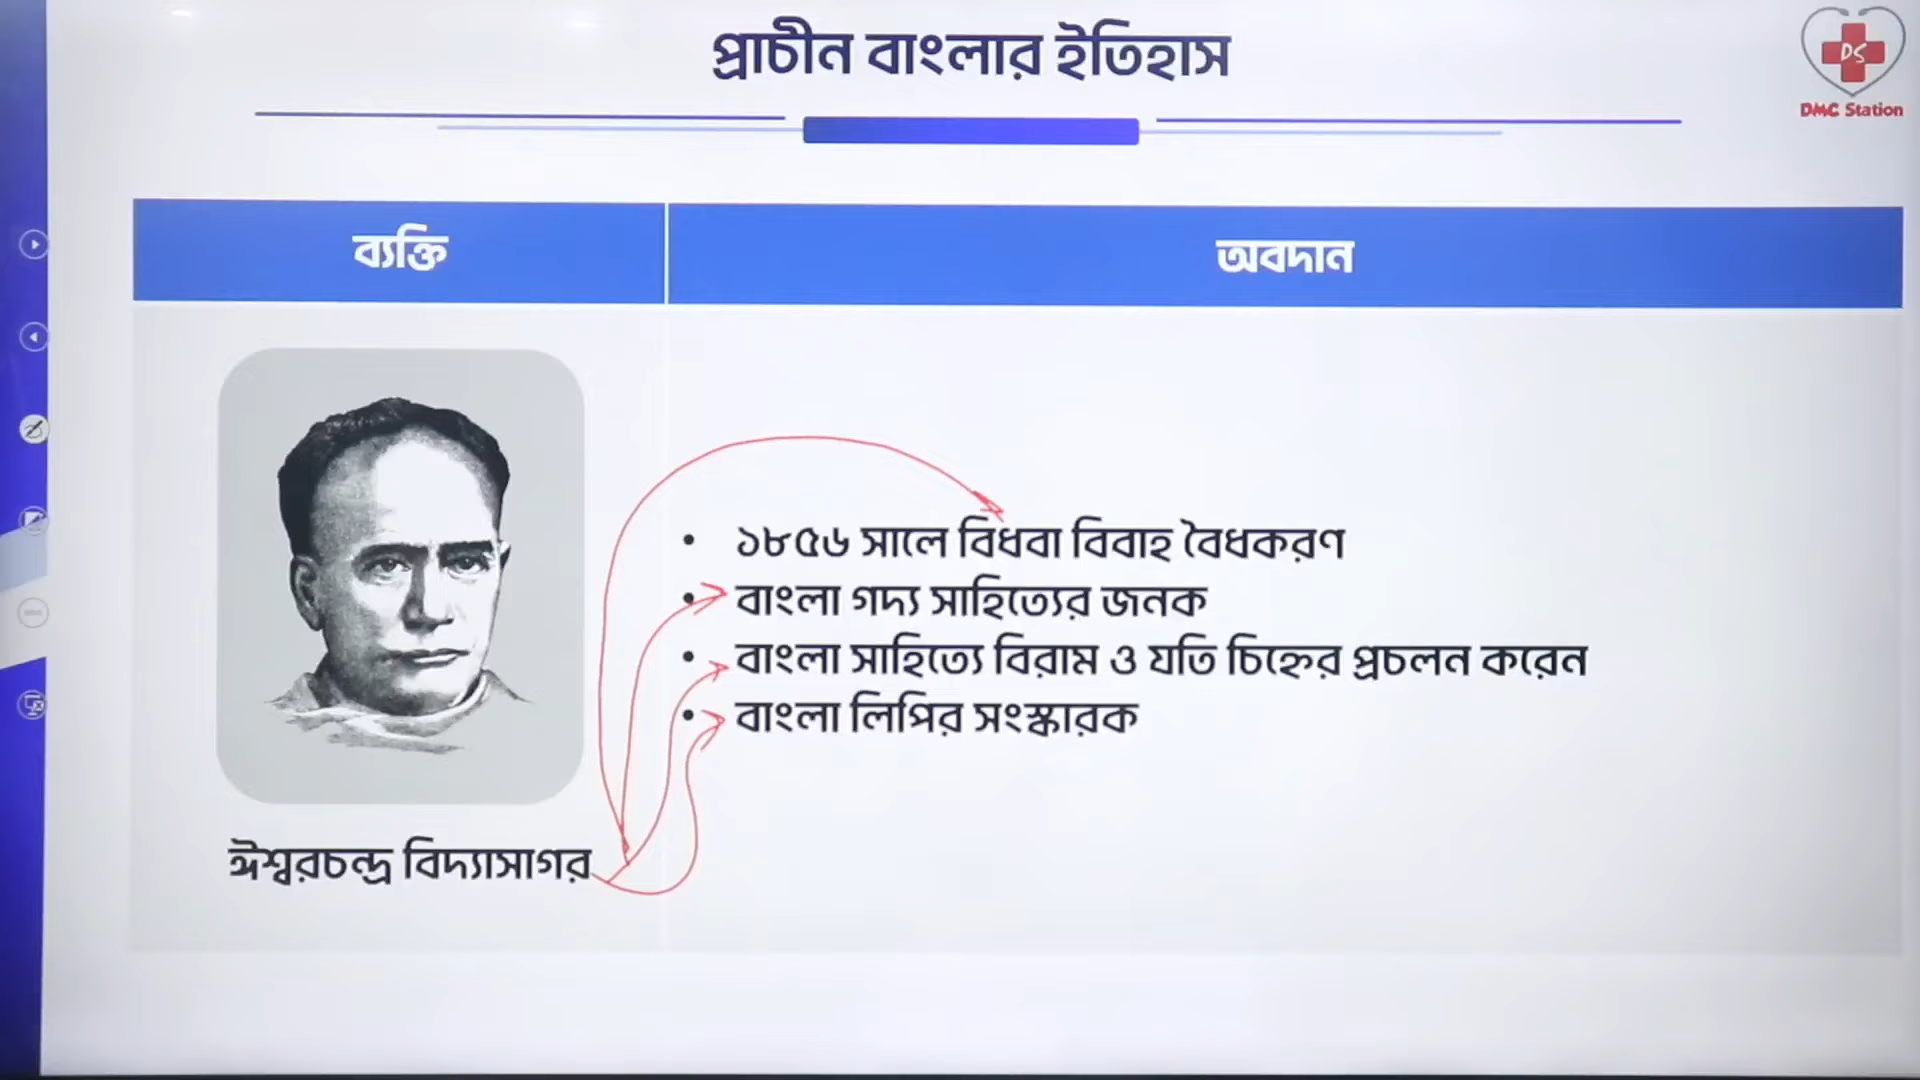 প্রাচীন বাংলার ইতিহাস
DS
DMC Station
ব্যক্তি
অবদান
• ১৮৫৬ সালে বিধবা বিবাহ বৈধকরণ
• বাংলা গদ্য সাহিত্যের জনক
• বাংলা সাহিত্যে বিরাম ও যতি চিহ্নের প্রচলন করেন
• বাংলা লিপির সংস্কারক
ঈশ্বরচন্দ্র বিদ্যাসাগর